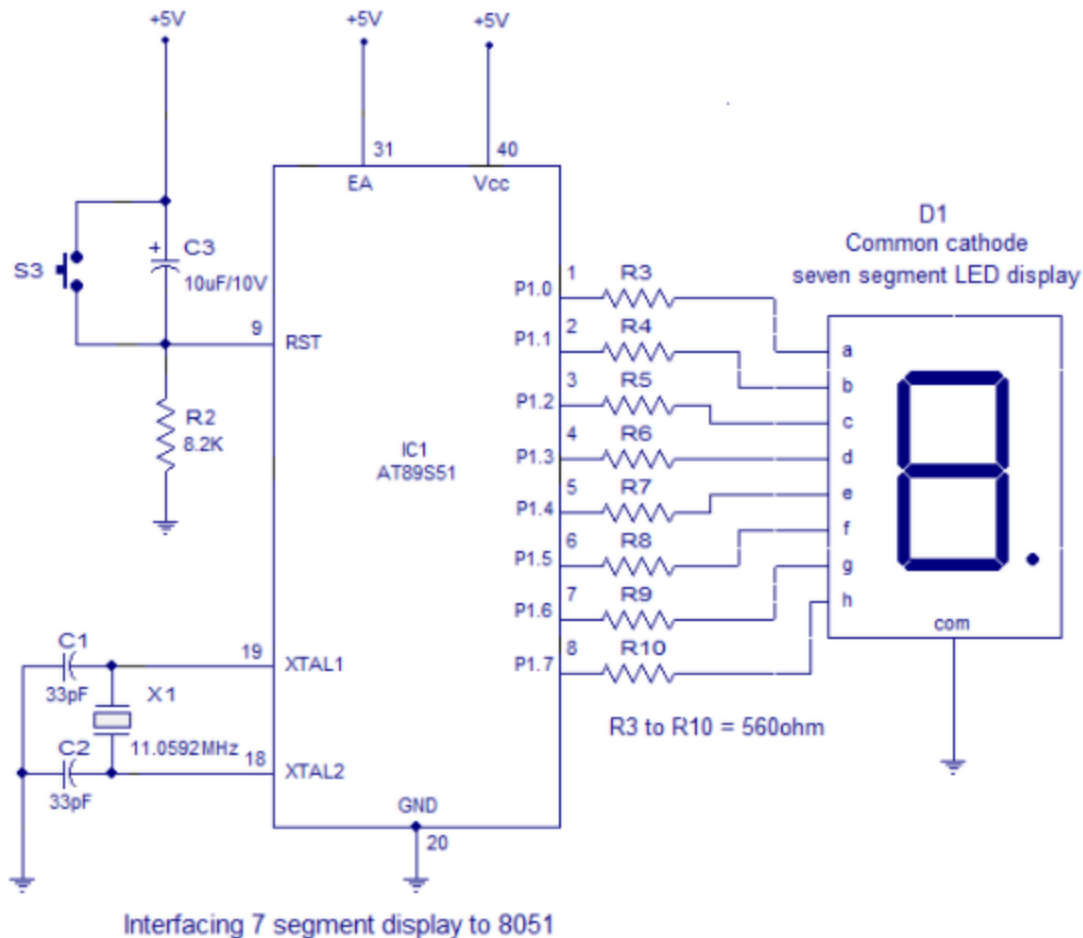 +5V
+5V
+5V
31
40
EA
Vcc
D1
Common cathode
seven segment LED display
S3
+
C3
10uF/10V
9
RST
R2
8.2K
IC1
AT89S51
P1.0
1
R3
a
P1.1
2
R4
b
P1.2
3
R5
c
P1.3
4
R6
d
P1.4
5
R7
e
P1.5
6
R8
f
P1.6
7
R9
g
P1.7
8
R10
h
com
C1
33pF
19
XTAL1
X1
11.0592MHz
C2
33pF
18
XTAL2
R3 to R10 = 560ohm
GND
20
Interfacing 7 segment display to 8051